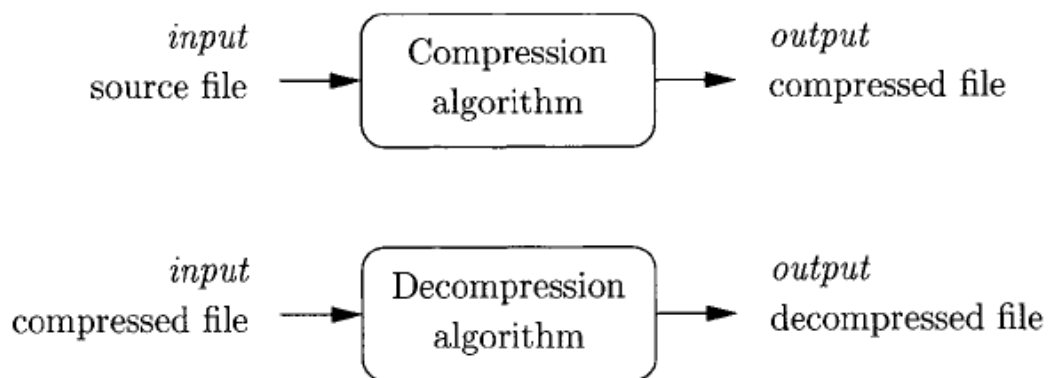 input
source file
Compression
algorithm
output
compressed file
input
compressed file
Decompression
algorithm
output
decompressed file